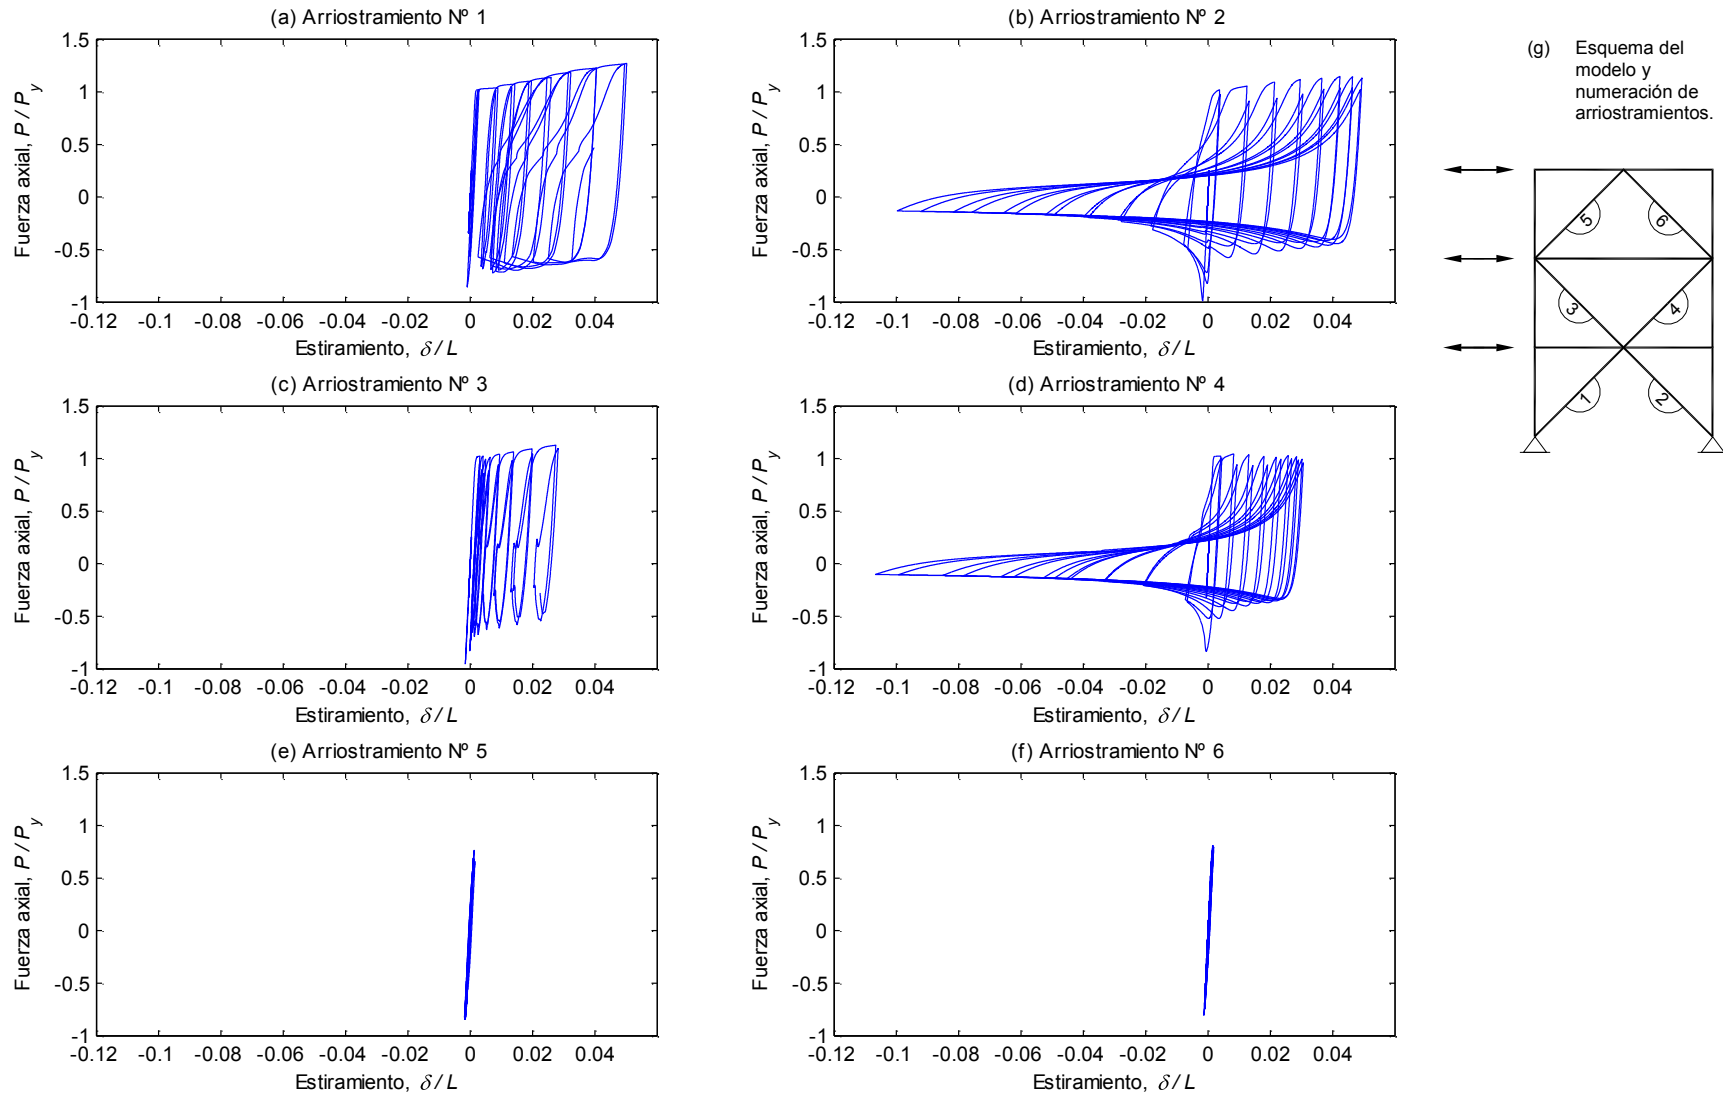 (a) Arriostramiento Nº 1
1.5
1
0.5
0
-0.5
-1
Fuerza axial, P / Py
-0.12 -0.1 -0.08 -0.06 -0.04 -0.02 0 0.02 0.04
Estiramiento, δ / L
(b) Arriostramiento Nº 2
1.5
1
0.5
0
-0.5
-1
Fuerza axial, P / Py
-0.12 -0.1 -0.08 -0.06 -0.04 -0.02 0 0.02 0.04
Estiramiento, δ / L
(g) Esquema del
modelo y
numeración de
arriostramientos.
5 6
3 4
1 2
(c) Arriostramiento Nº 3
1.5
1
0.5
0
-0.5
-1
Fuerza axial, P / Py
-0.12 -0.1 -0.08 -0.06 -0.04 -0.02 0 0.02 0.04
Estiramiento, δ / L
(d) Arriostramiento Nº 4
1.5
1
0.5
0
-0.5
-1
Fuerza axial, P / Py
-0.12 -0.1 -0.08 -0.06 -0.04 -0.02 0 0.02 0.04
Estiramiento, δ / L
(e) Arriostramiento Nº 5
1.5
1
0.5
0
-0.5
-1
Fuerza axial, P / Py
-0.12 -0.1 -0.08 -0.06 -0.04 -0.02 0 0.02 0.04
Estiramiento, δ / L
(f) Arriostramiento Nº 6
1.5
1
0.5
0
-0.5
-1
Fuerza axial, P / Py
-0.12 -0.1 -0.08 -0.06 -0.04 -0.02 0 0.02 0.04
Estiramiento, δ / L